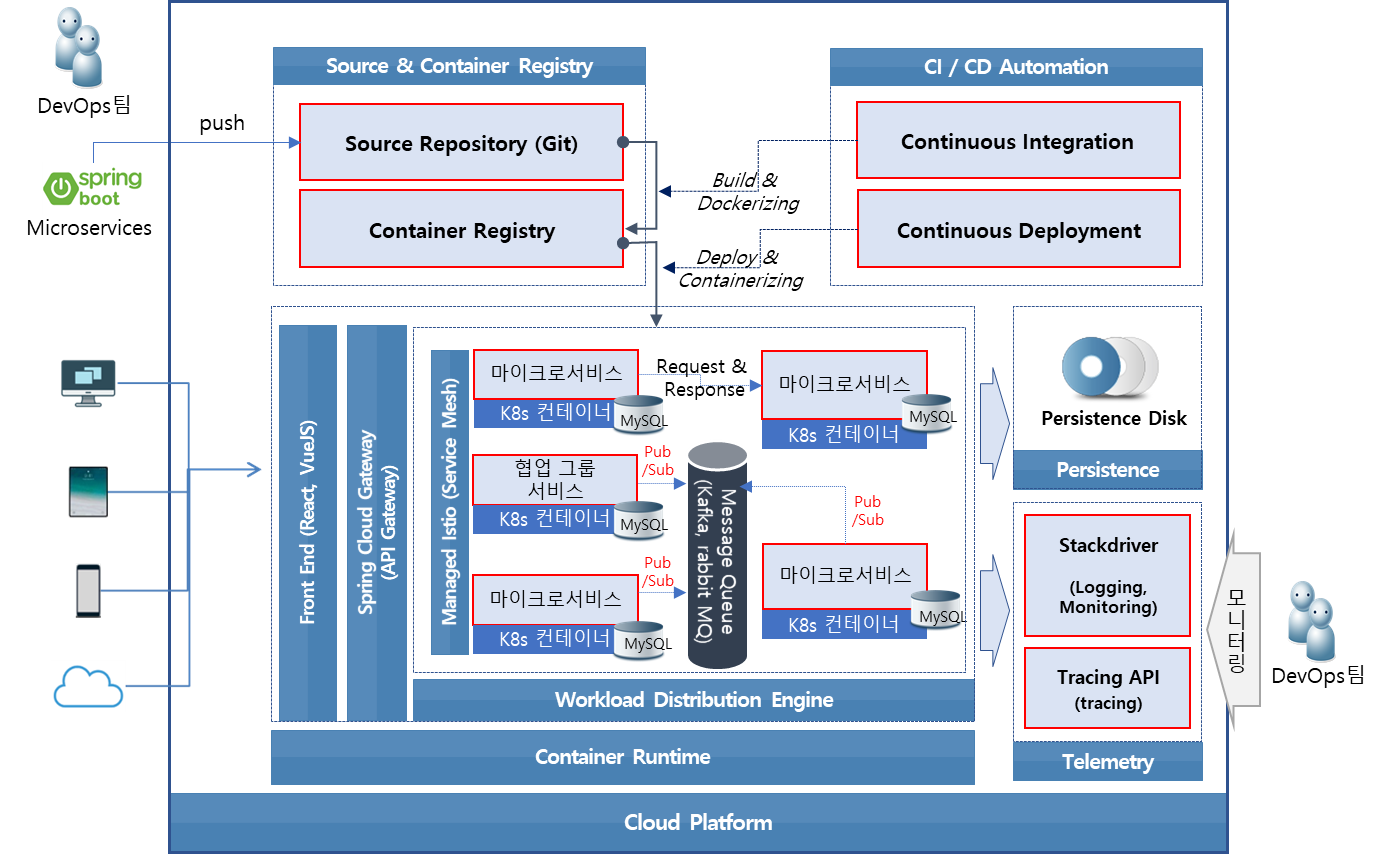 DevOps팀
push
spring
boot
Microservices
Source & Container Registry
Source Repository (Git)
Container Registry
CI / CD Automation
Continuous Integration
Continuous Deployment
Build &
Dockerizing
Deploy &
Containerizing
Front End (React, VueJS)
Spring Cloud Gateway
(API Gateway)
Managed Istio (Service Mesh)
마이크로서비스
K8s 컨테이너
MySQL
Request &
Response
마이크로서비스
K8s 컨테이너
MySQL
협업 그룹
서비스
K8s 컨테이너
MySQL
Pub
/Sub
마이크로서비스
K8s 컨테이너
MySQL
Pub
/Sub
Message Queue
(Kafka, rabbit MQ)
Pub
/Sub
마이크로서비스
K8s 컨테이너
MySQL
Workload Distribution Engine
Container Runtime
Persistence Disk
Persistence
Stackdriver
(Logging,
Monitoring)
Tracing API
(tracing)
Telemetry
모니터링
DevOps팀
Cloud Platform